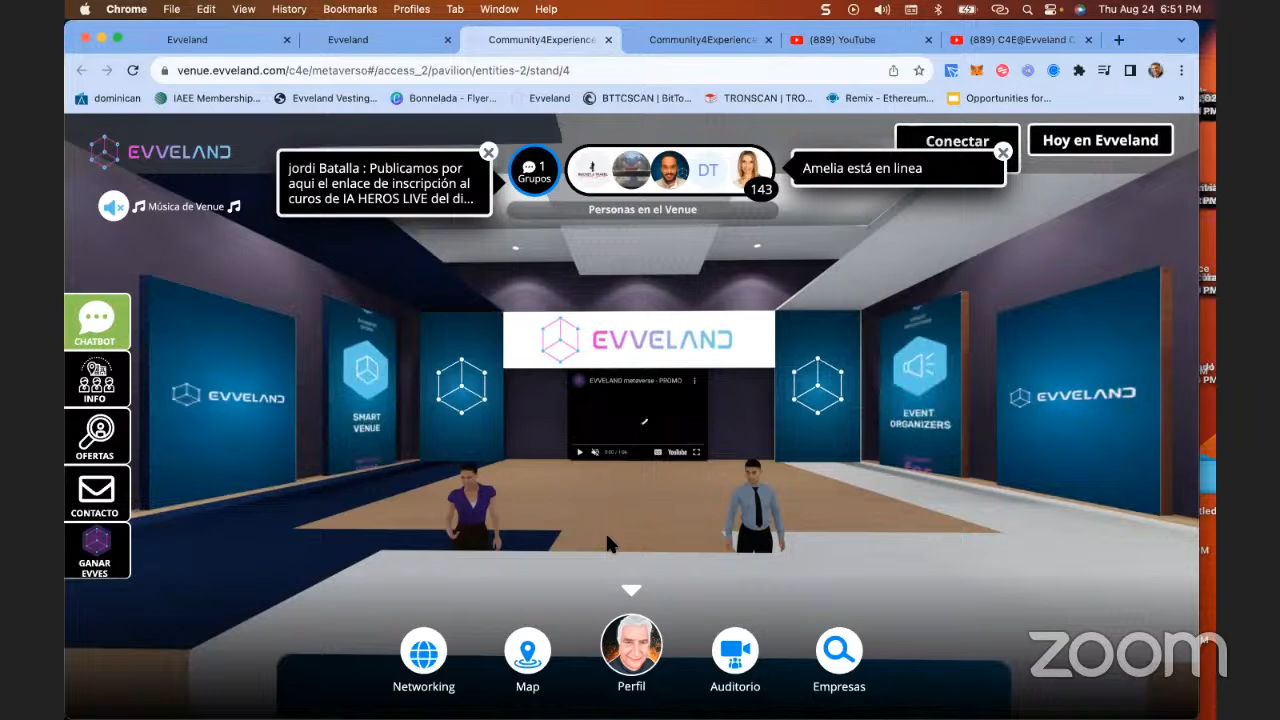 Chrome File Edit View History Bookmarks Profiles Tab Window Help
Thu Aug 24 6:51 PM
Evveland
Evveland
Community4Experience
Community4Experience
(889) YouTube
(889) C4E@Evveland C
venue.evveland.com/c4e/metaverso#/access_2/pavilion/entities-2/stand/4
dominican
IAEE Membership...
Evveland Vesting...
Bonnelada - Flyer...
Evveland
BTTCSCAN | BitTo...
TRONSCAN | TRO...
Remix - Ethereum...
Opportunities for...
»
EVVELAND
Música de Venue
jordi Batalla : Publicamos por
aqui el enlace de inscripción al
curos de IA HEROS LIVE del di...
1
Grupos
DT
143
Personas en el Venue
Amelia está en linea
Conectar
Hoy en Evveland
CHATBOT
INFO
OFERTAS
CONTACTO
GANAR
EVVES
EVVELAND
SMART
VENUE
EVVELAND
EVVELAND metaverse - PROMO
0:00 / 1:06
YouTube
EVENT
ORGANIZERS
EVVELAND
Networking
Map
Perfil
Auditorio
Empresas
zoom